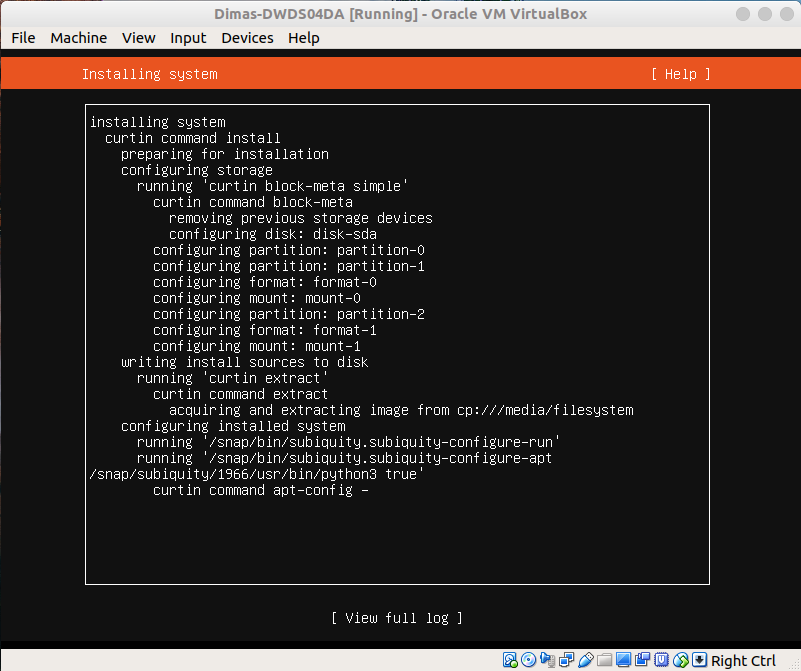 Dimas-DWDS04DA [Running] - Oracle VM VirtualBox
File Machine View Input Devices Help
Installing system [ Help ]
installing system
curtin command install
preparing for installation
configuring storage
running 'curtin block-meta simple'
curtin command block-meta
removing previous storage devices
configuring disk: disk-sda
configuring partition: partition-0
configuring partition: partition-1
configuring format: format-0
configuring mount: mount-0
configuring partition: partition-2
configuring format: format-1
configuring mount: mount-1
writing install sources to disk
running 'curtin extract'
curtin command extract
acquiring and extracting image from cp:///media/filesystem
configuring installed system
running '/snap/bin/subiquity.subiquity-configure-run'
running '/snap/bin/subiquity.subiquity-configure-apt
/snap/subiquity/1966/usr/bin/python3 true'
curtin command apt-config -
[ View full log ]
Right Ctrl